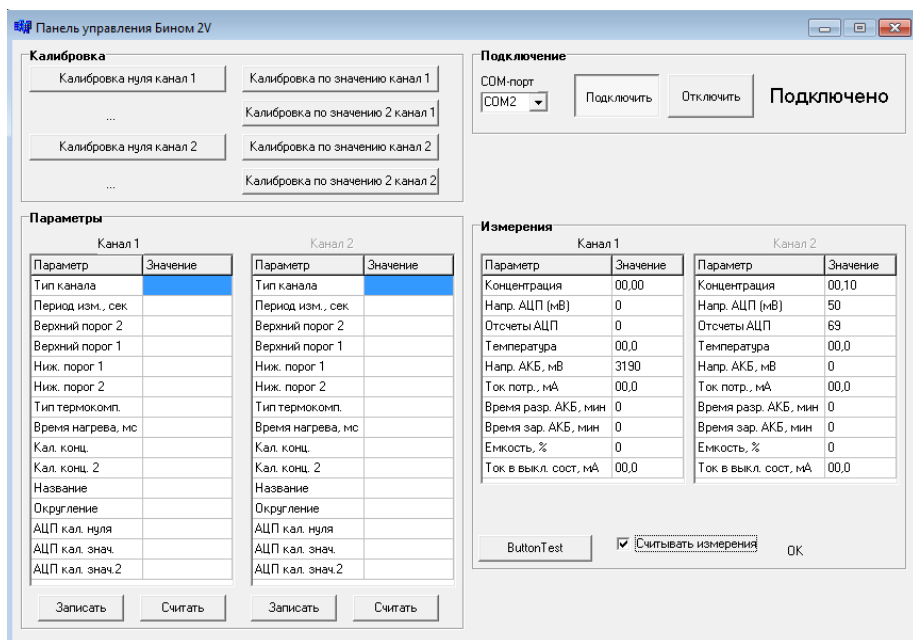 Панель управления Бином 2V
Калибровка
Калибровка нуля канал 1
Калибровка по значению канал 1
...
Калибровка по значению 2 канал 1
Калибровка нуля канал 2
Калибровка по значению канал 2
...
Калибровка по значению 2 канал 2
Подключение
COM-порт
COM2
Подключить
Отключить
Подключено
Параметры
Канал 1
Параметр Значение
Тип канала
Период изм., сек
Верхний порог 2
Верхний порог 1
Ниж. порог 1
Ниж. порог 2
Тип термокомп.
Время нагрева, мс
Кал. конц.
Кал. конц. 2
Название
Округление
АЦП кал. нуля
АЦП кал. знач.
АЦП кал. знач.2
Записать Считать
Канал 2
Параметр Значение
Тип канала
Период изм., сек
Верхний порог 2
Верхний порог 1
Ниж. порог 1
Ниж. порог 2
Тип термокомп.
Время нагрева, мс
Кал. конц.
Кал. конц. 2
Название
Округление
АЦП кал. нуля
АЦП кал. знач.
АЦП кал. знач.2
Записать Считать
Измерения
Канал 1
Параметр Значение
Концентрация 00,00
Напр. АЦП (мВ) 0
Отсчеты АЦП 0
Температура 00,0
Напр. АКБ, мВ 3190
Ток потр., мА 00,0
Время разр. АКБ, мин 0
Время зар. АКБ, мин 0
Емкость, % 0
Ток в выкл. сост, мА 00,0
Канал 2
Параметр Значение
Концентрация 00,10
Напр. АЦП (мВ) 50
Отсчеты АЦП 69
Температура 00,0
Напр. АКБ, мВ 0
Ток потр., мА 00,0
Время разр. АКБ, мин 0
Время зар. АКБ, мин 0
Емкость, % 0
Ток в выкл. сост, мА 00,0
ButtonTest
Считывать измерения
OK